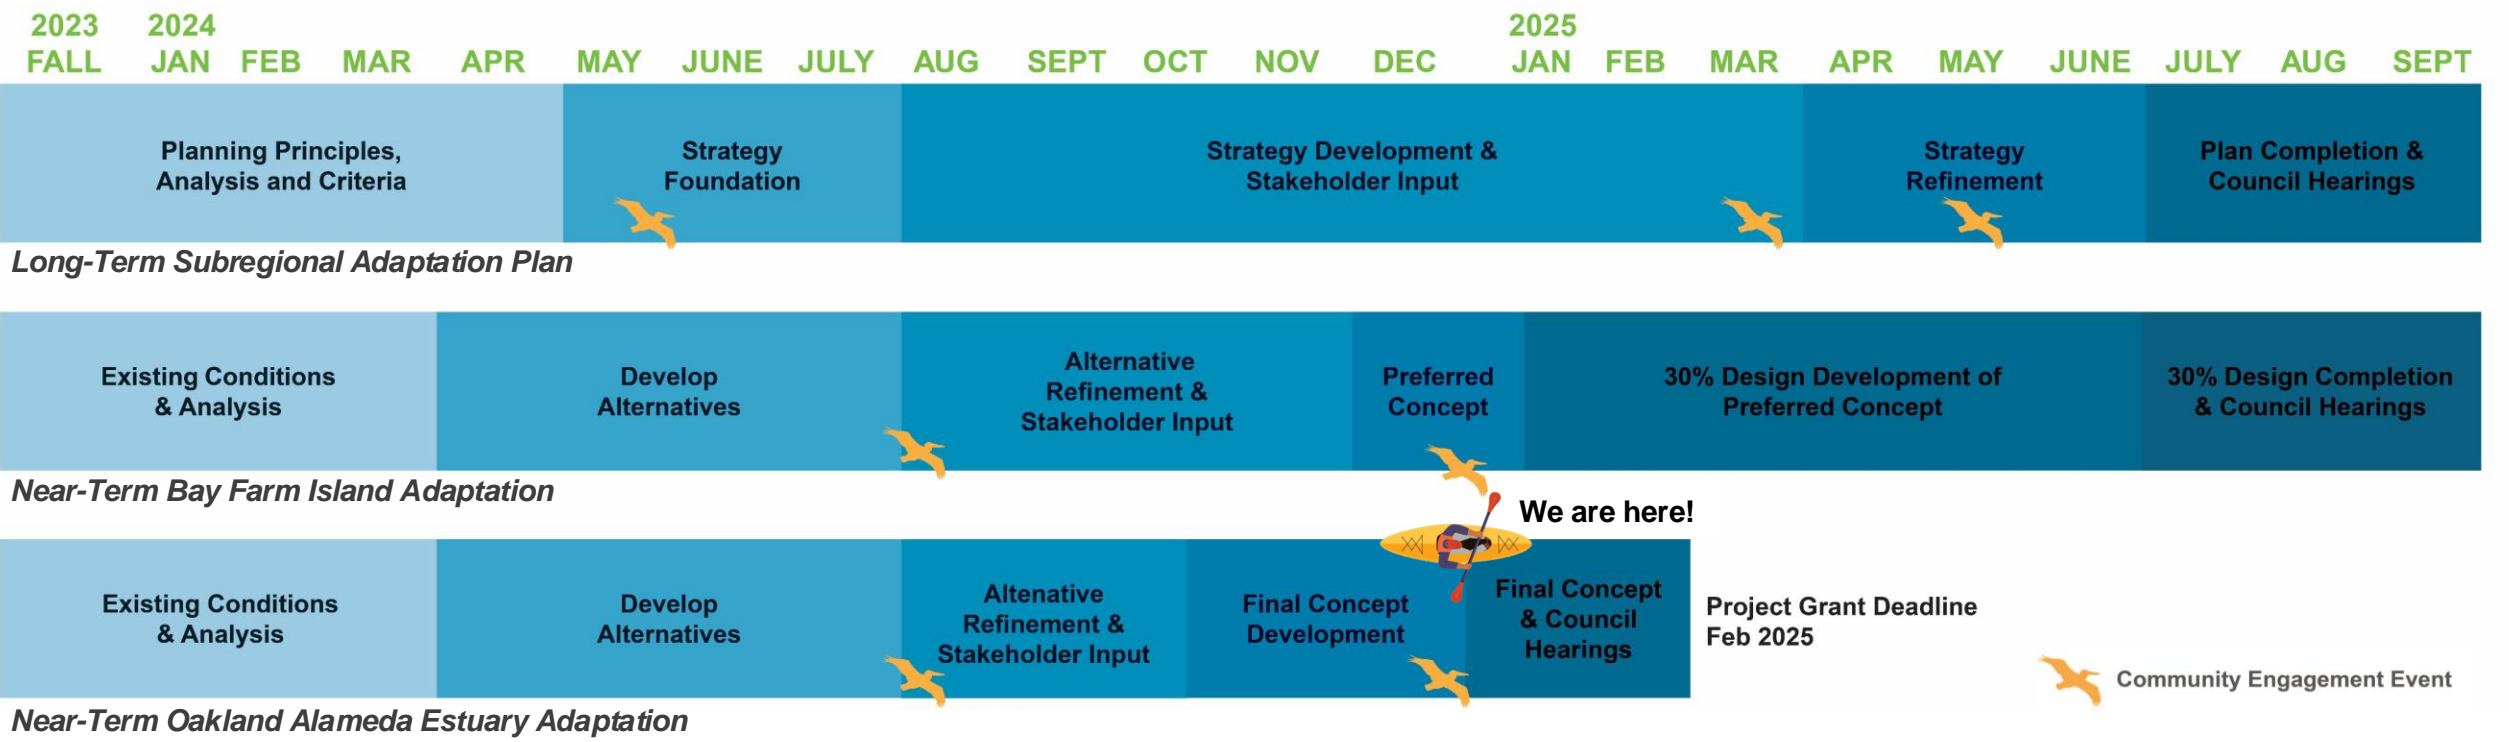 2023 2024 2025
FALL JAN FEB MAR APR MAY JUNE JULY AUG SEPT OCT NOV DEC JAN FEB MAR APR MAY JUNE JULY AUG SEPT
Planning Principles,
Analysis and Criteria
Strategy
Foundation
Strategy Development &
Stakeholder Input
Strategy
Refinement
Plan Completion &
Council Hearings
Long-Term Subregional Adaptation Plan
Existing Conditions
& Analysis
Develop
Alternatives
Alternative
Refinement &
Stakeholder Input
Preferred
Concept
30% Design Development of
Preferred Concept
30% Design Completion
& Council Hearings
Near-Term Bay Farm Island Adaptation
We are here!
Existing Conditions
& Analysis
Develop
Alternatives
Altenative
Refinement &
Stakeholder Input
Final Concept
Development
Final Concept
& Council
Hearings
Project Grant Deadline
Feb 2025
Community Engagement Event
Near-Term Oakland Alameda Estuary Adaptation